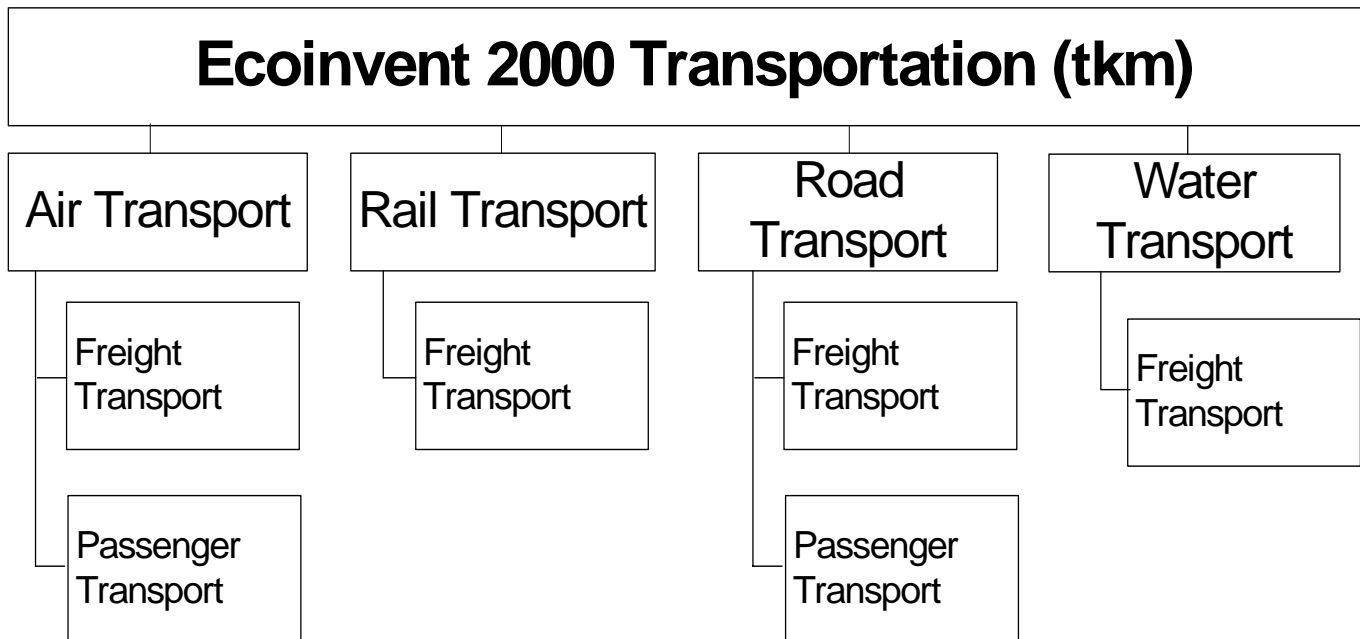 Ecoinvent 2000 Transportation (tkm)
Air Transport
Rail Transport
Road
Transport
Water
Transport
Freight
Transport
Freight
Transport
Freight
Transport
Freight
Transport
Passenger
Transport
Passenger
Transport